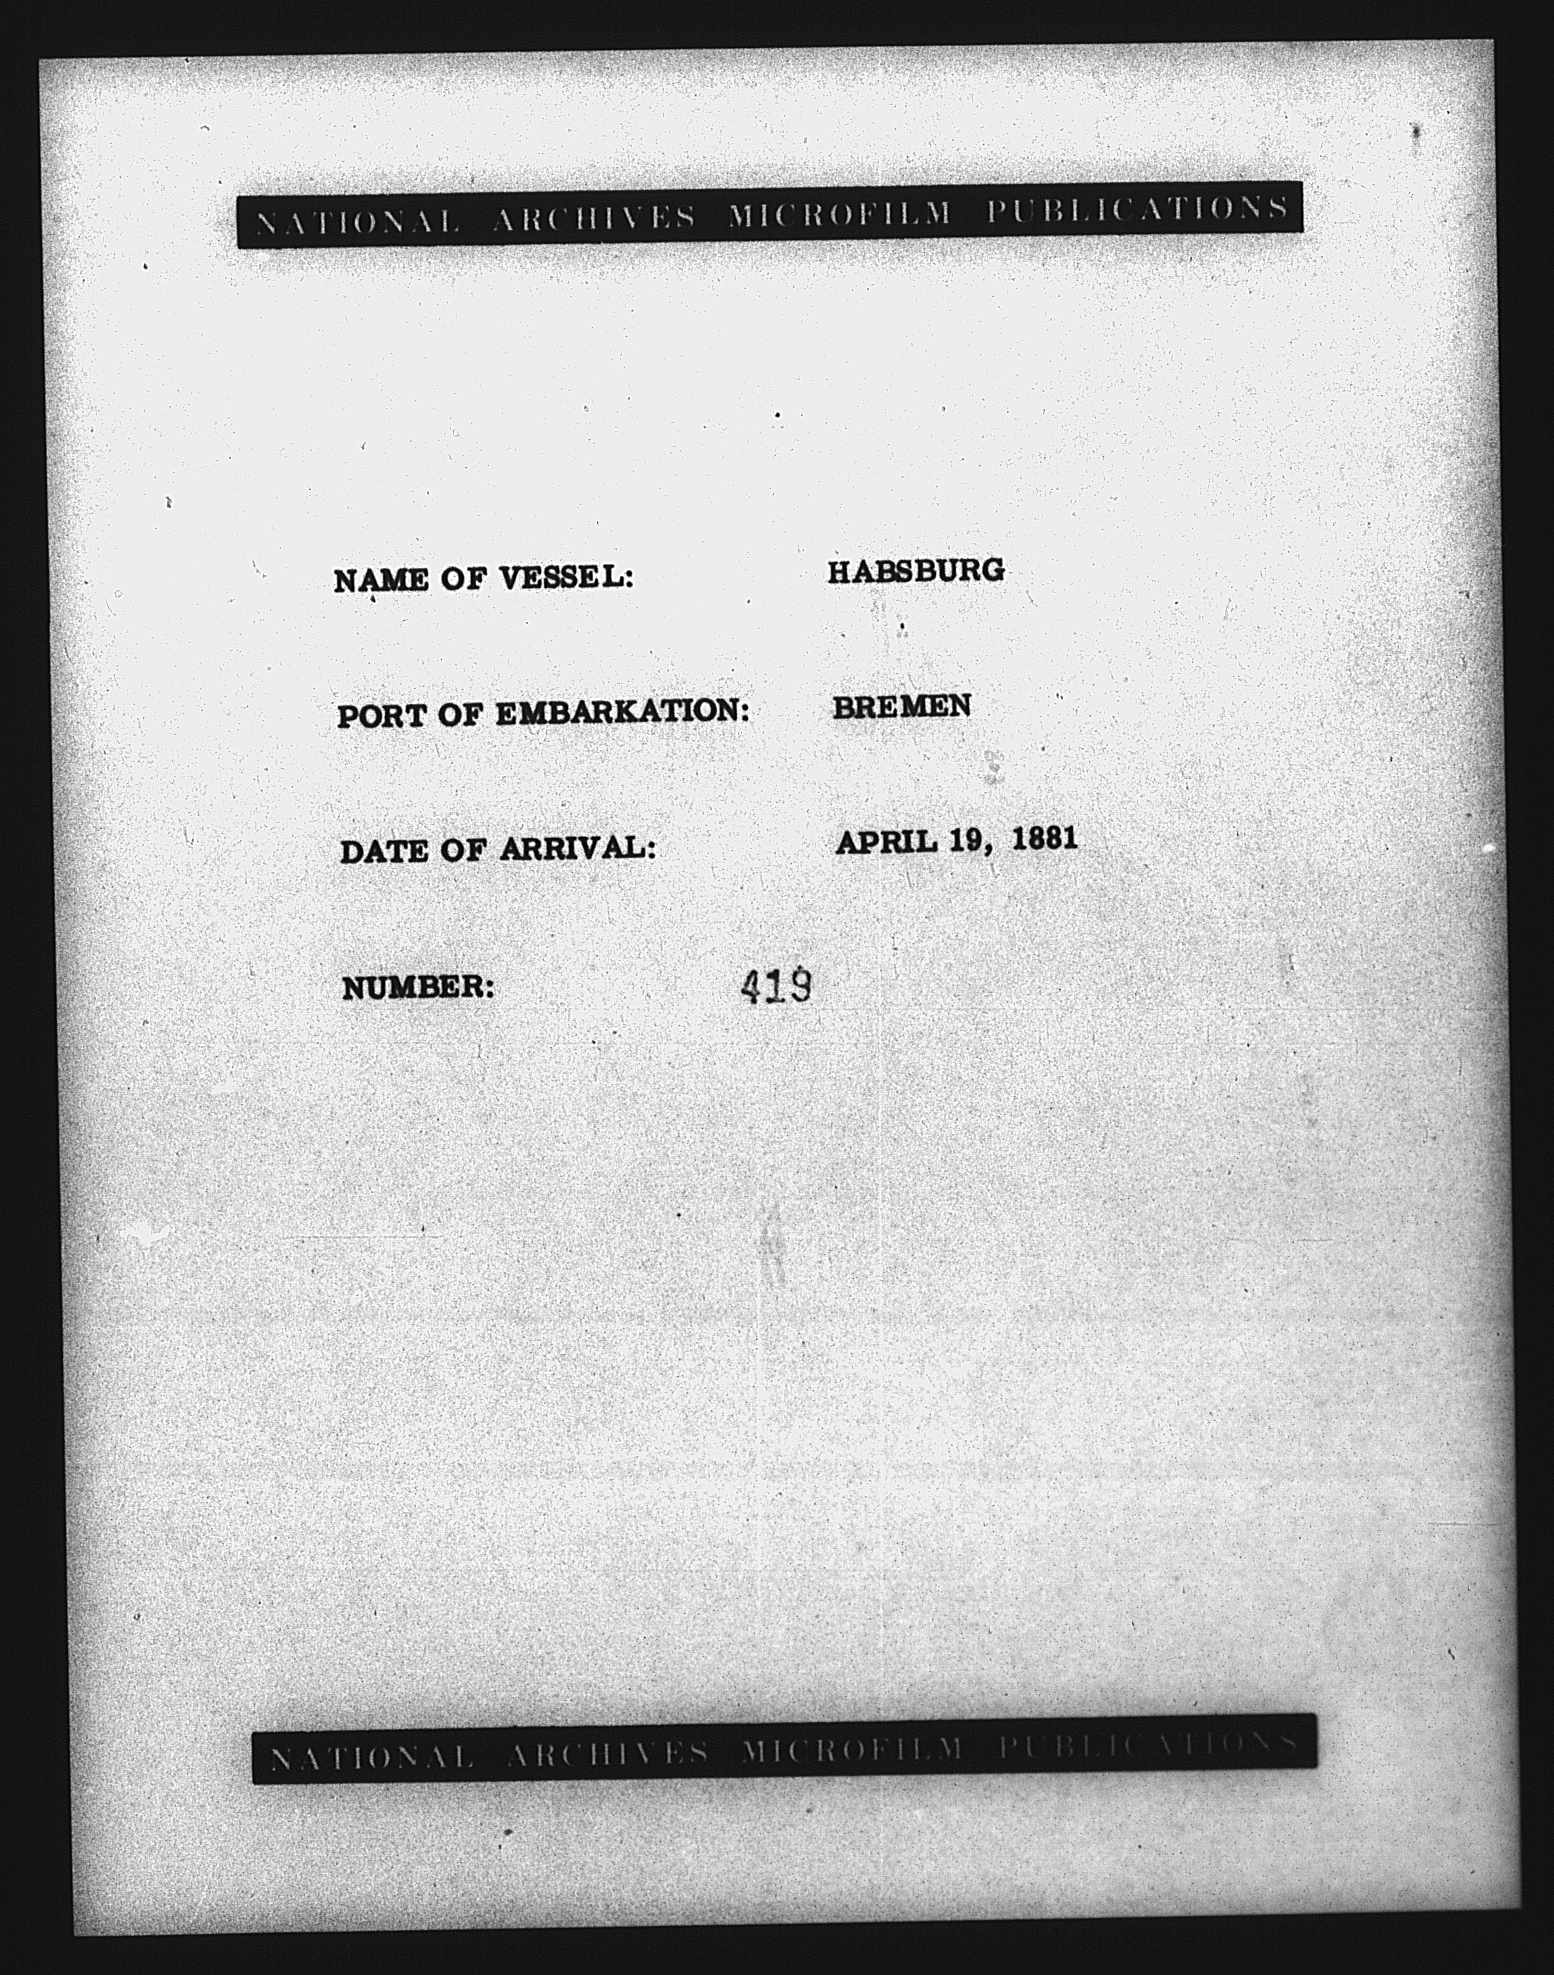 NATIONAL ARCHIVES MICROFILM PUBLICATIONS
NAME OF VESSEL: HABSBURG
PORT OF EMBARKATION: BREMEN
DATE OF ARRIVAL: APRIL 19, 1881
NUMBER: 419
NATIONAL ARCHIVES MICROFILM PUBLICATIONS